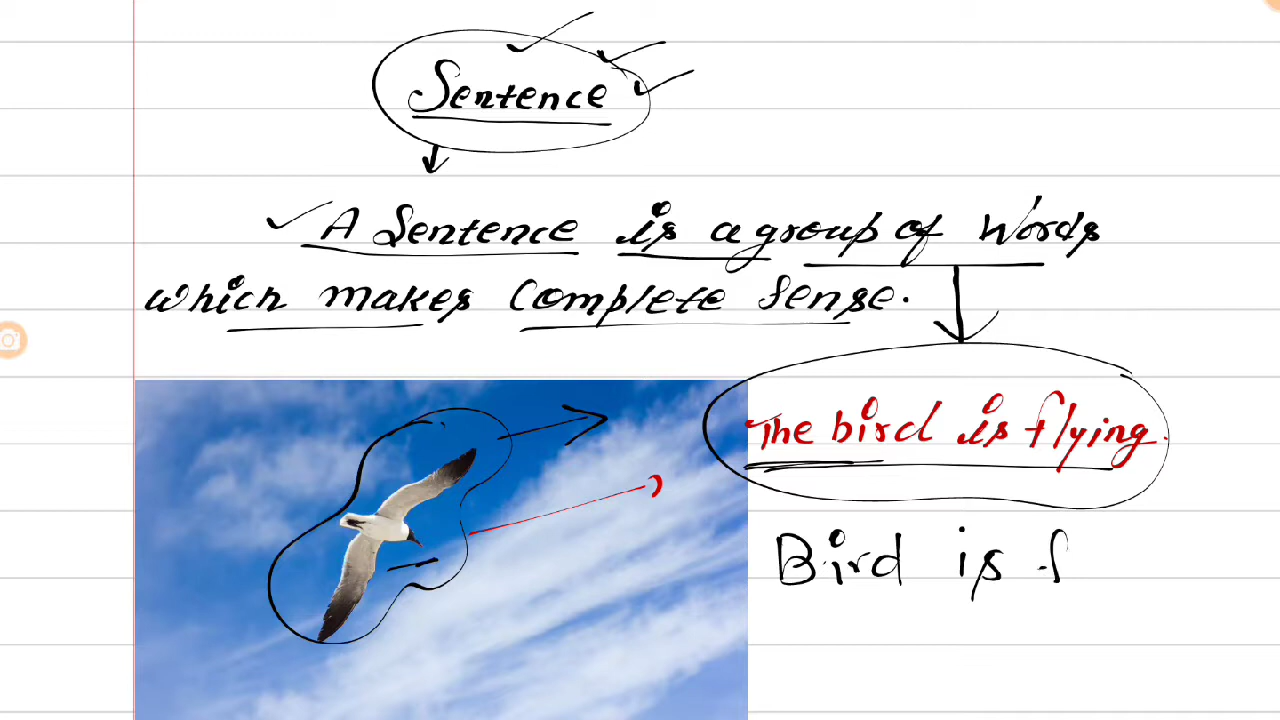 Sentence
A Sentence is a group of Words
which makes Complete Sense.
The bird is flying.
Bird is f